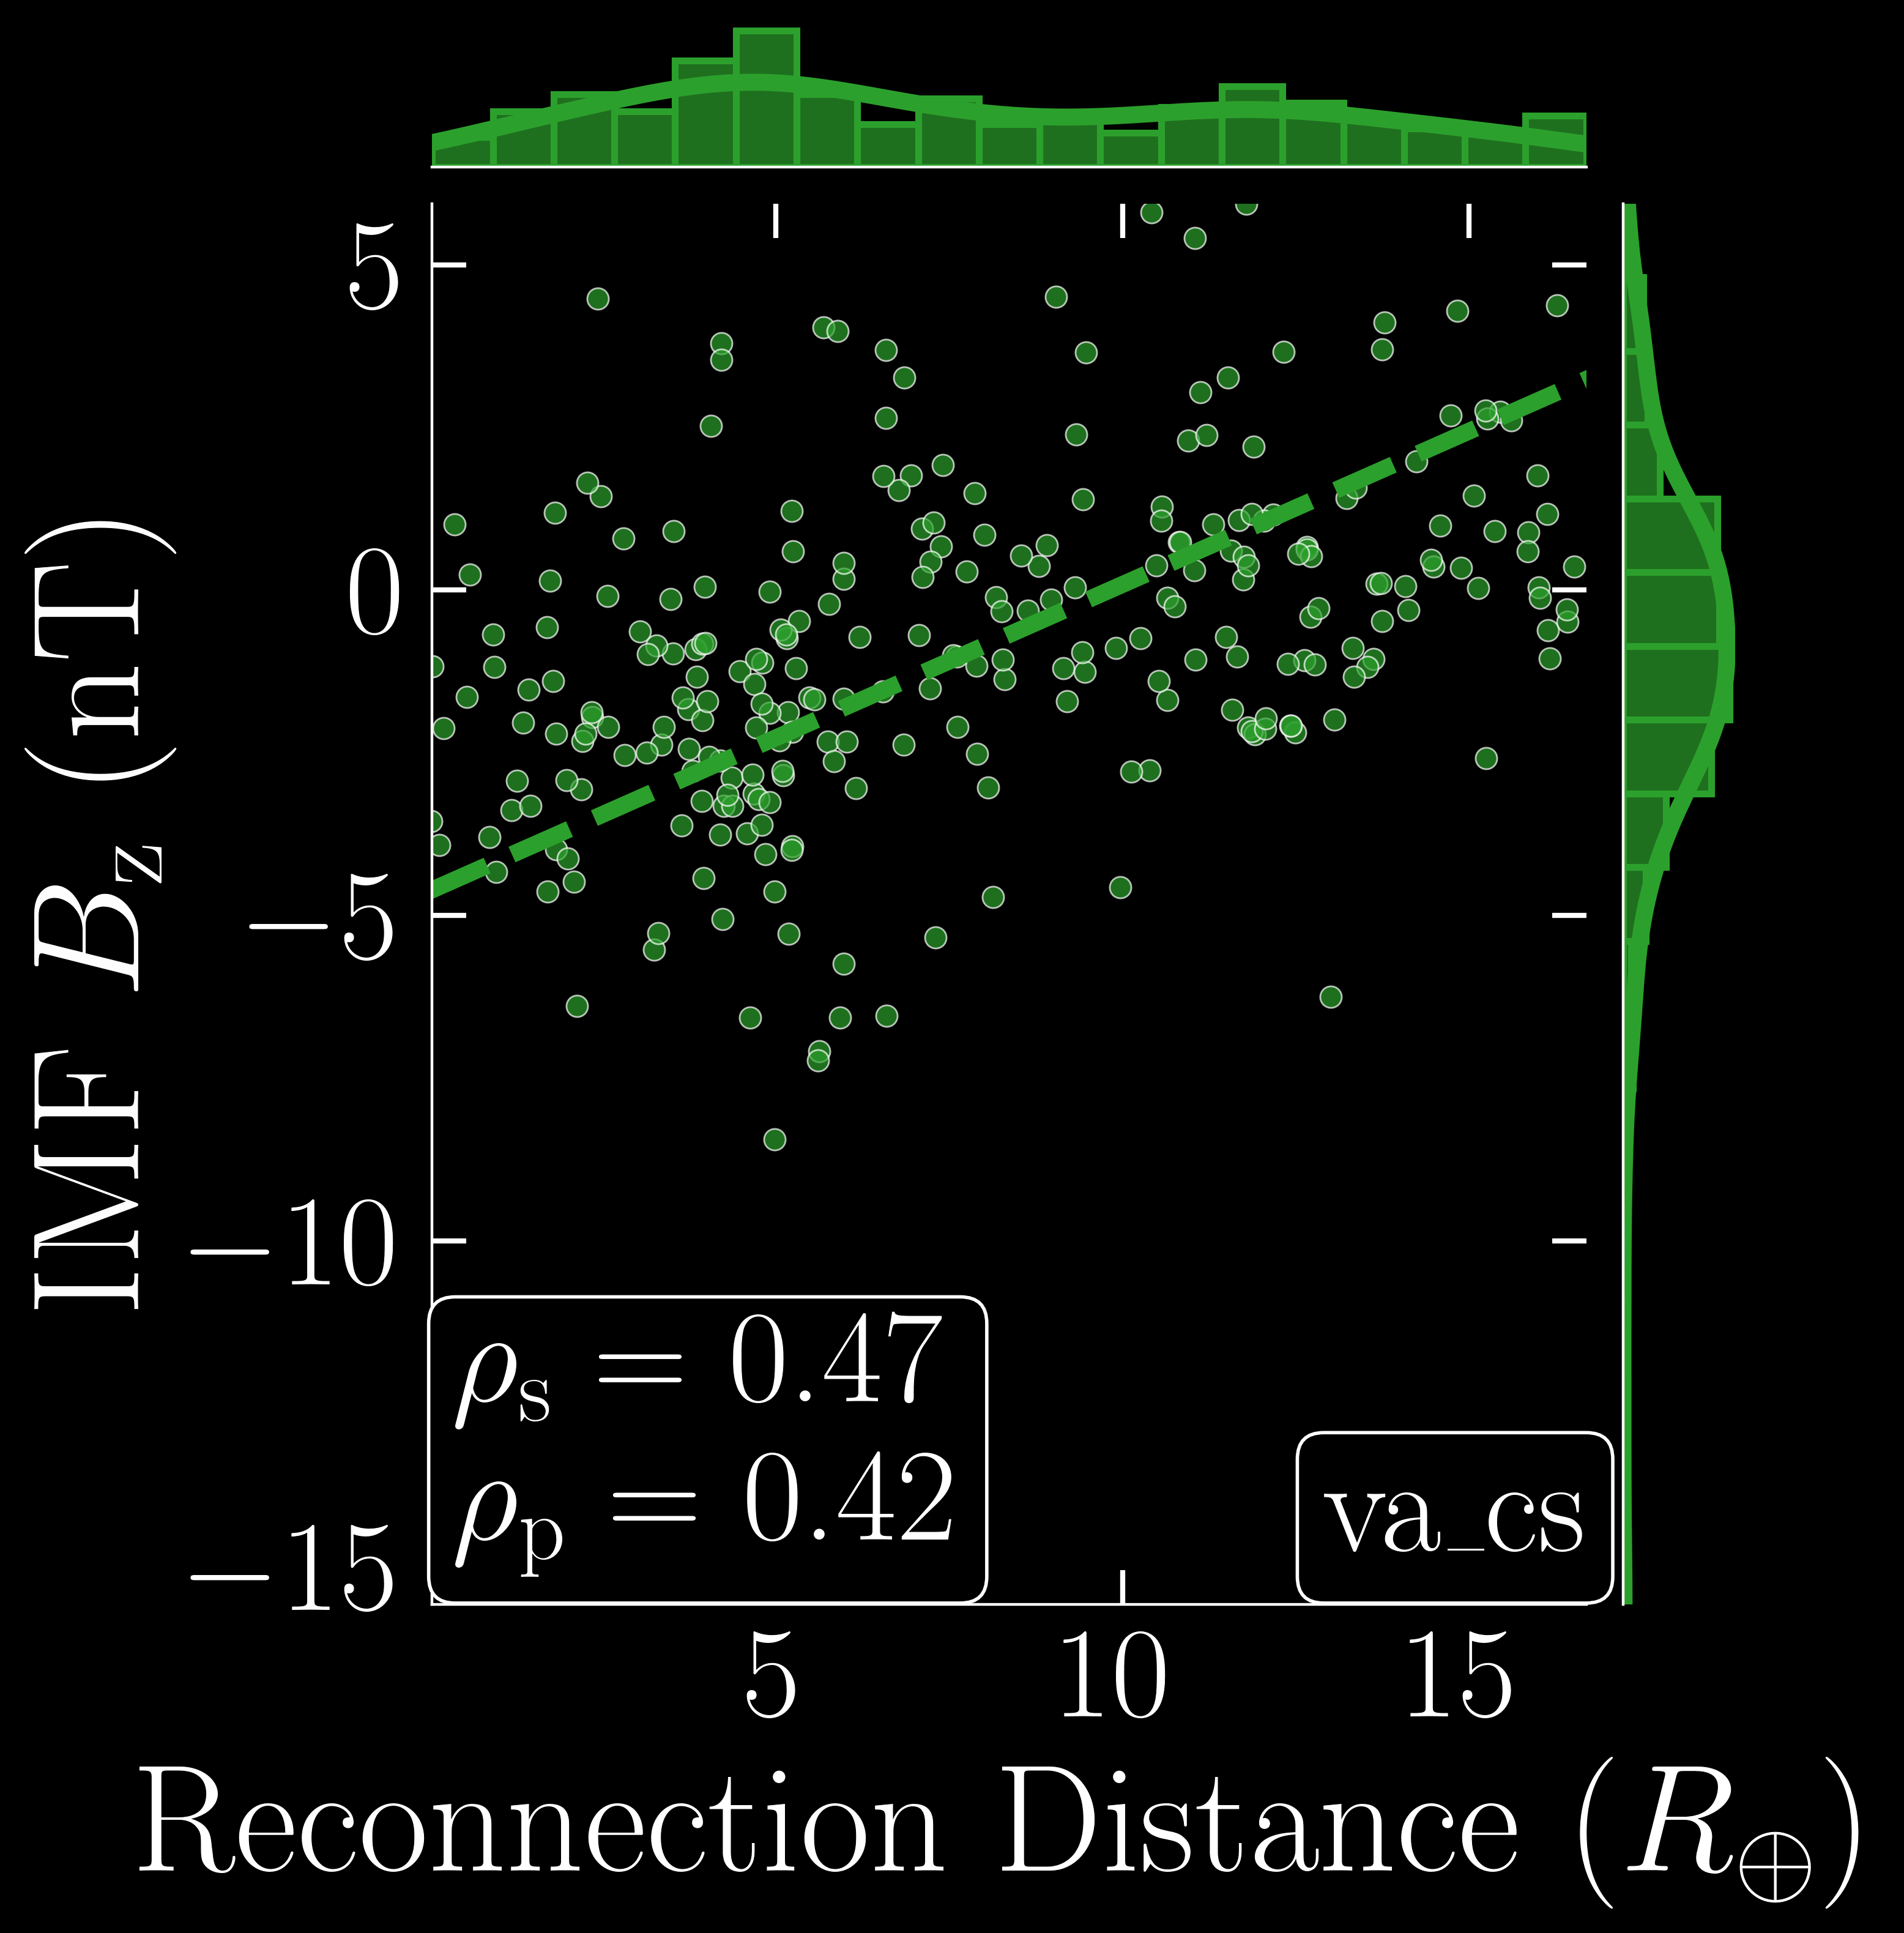 5
0
−5
−10
−15
IMF B_z (nT)
ρ_s = 0.47
ρ_p = 0.42
va_cs
5 10 15
Reconnection Distance (R_⊕)